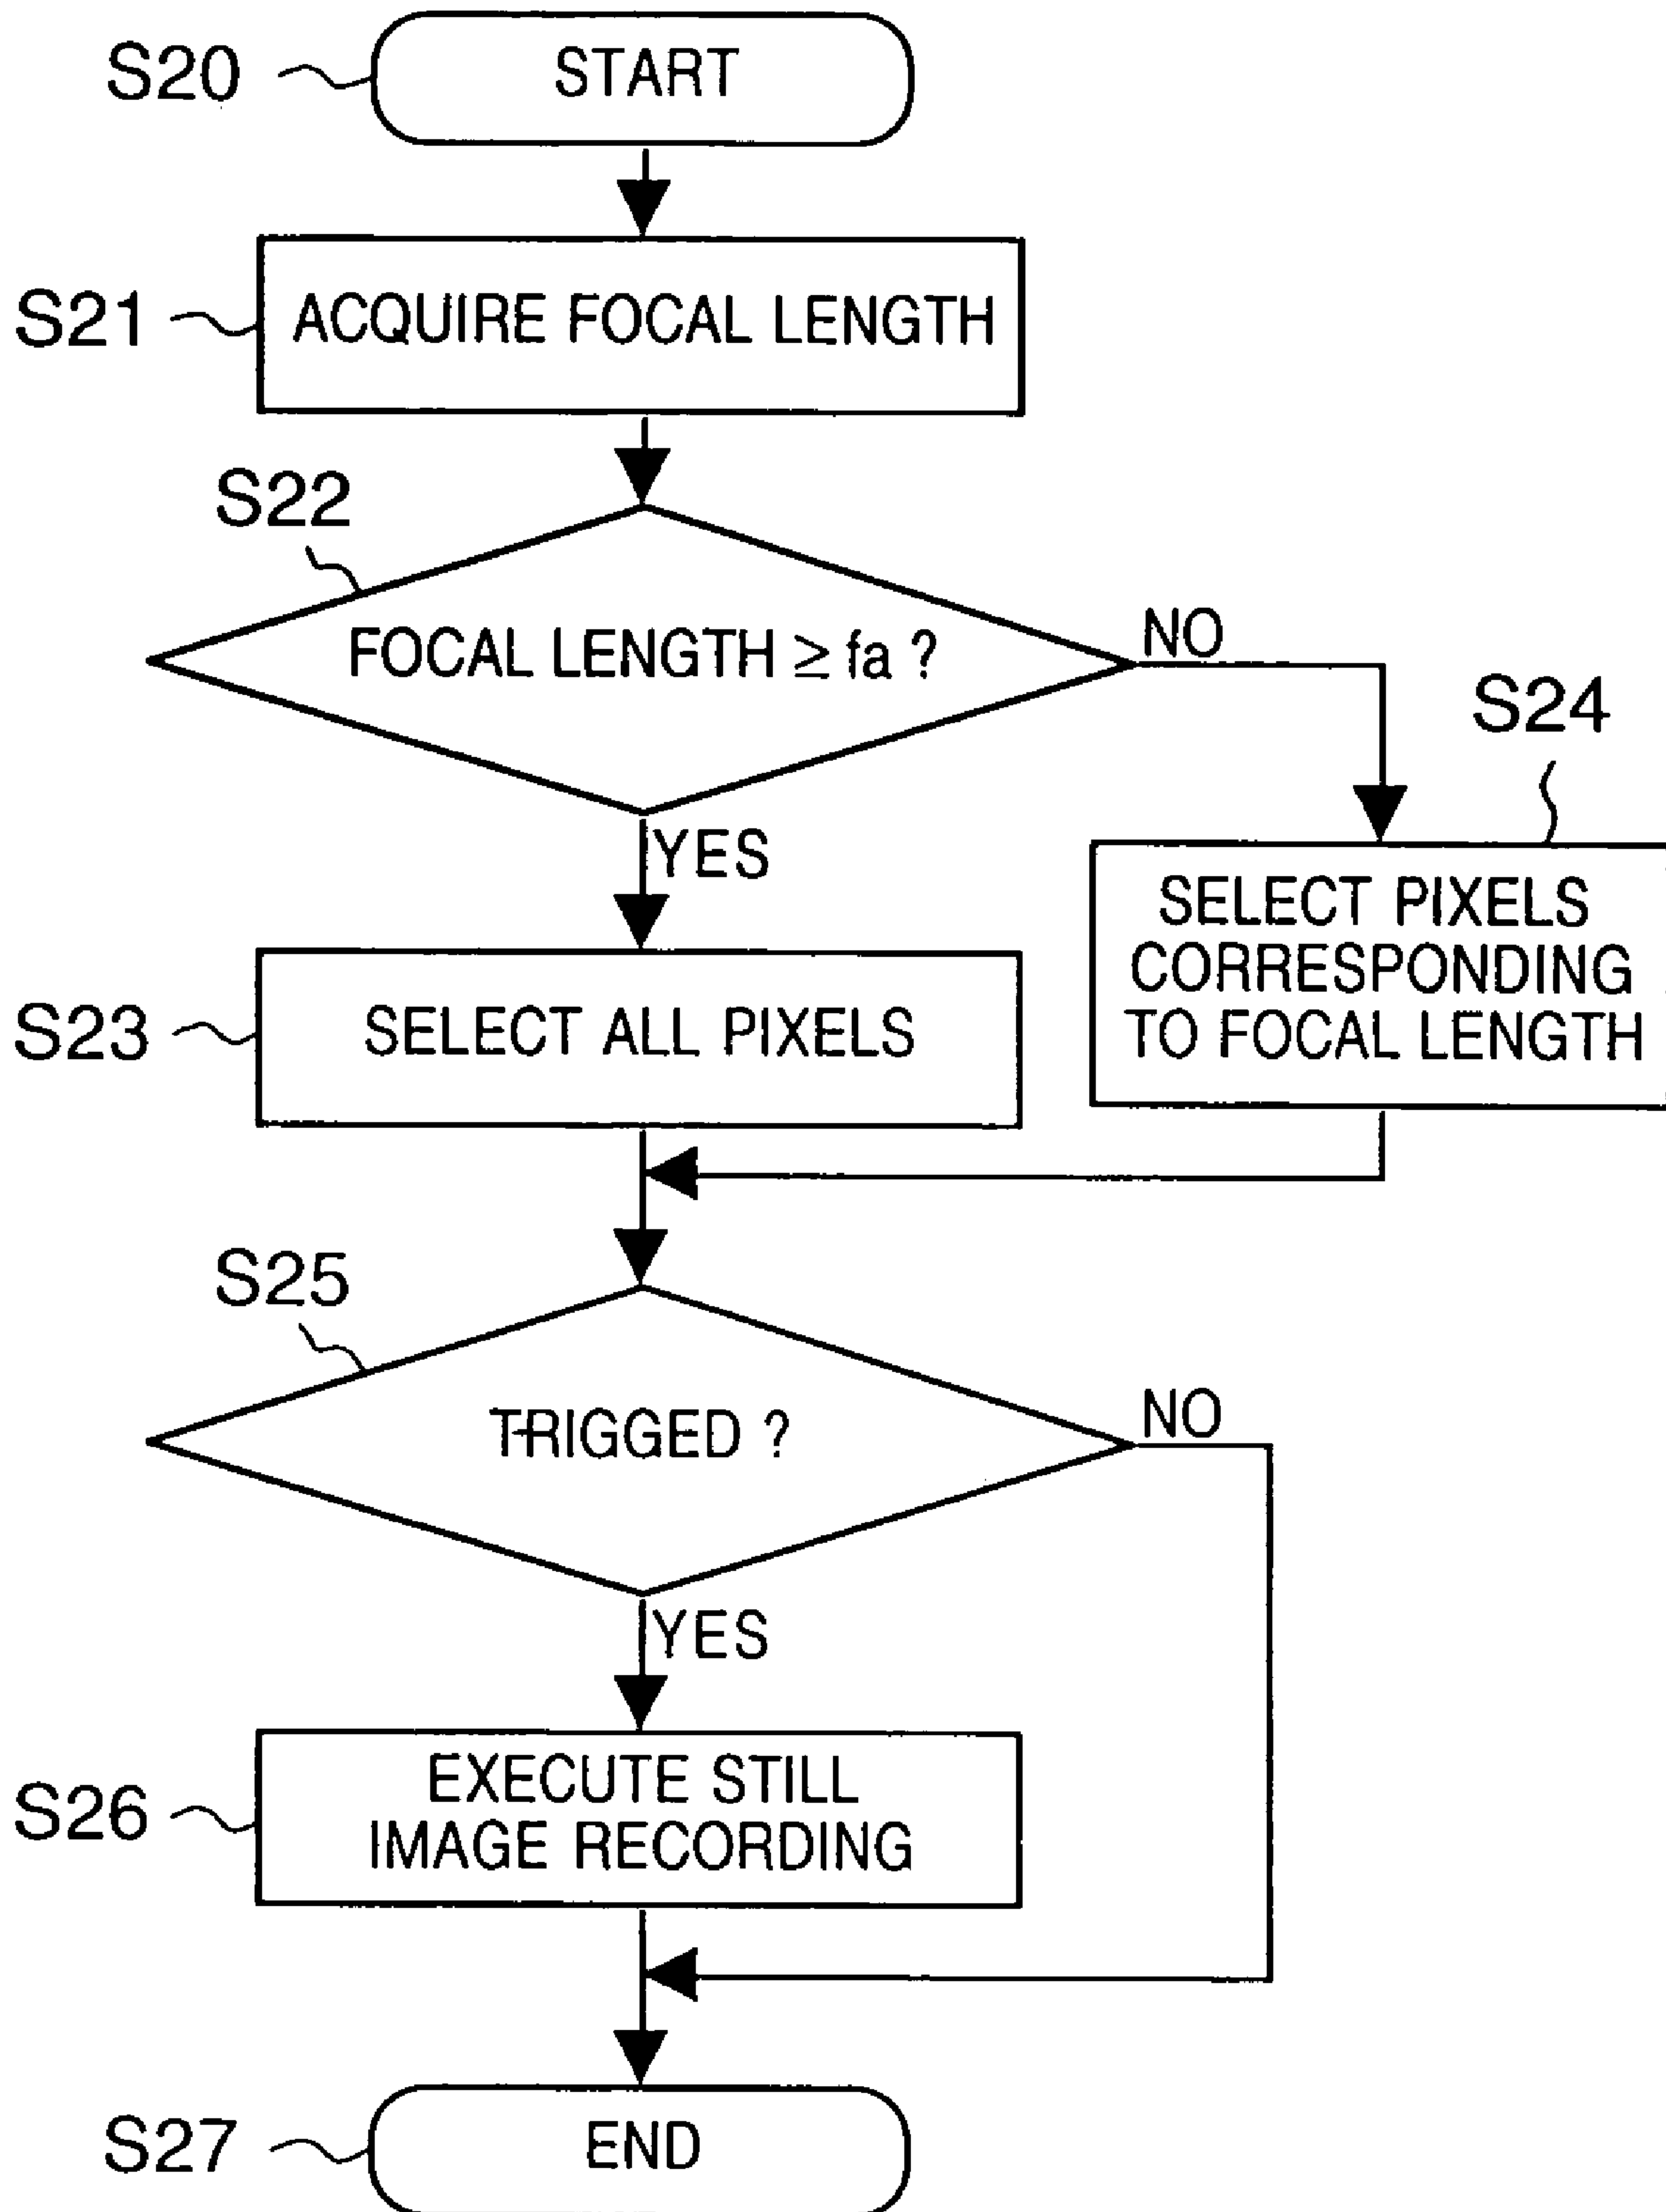 S20
START
S21
ACQUIRE FOCAL LENGTH
S22
FOCAL LENGTH ≥ fa ?
NO
S24
YES
SELECT PIXELS
CORRESPONDING
TO FOCAL LENGTH
S23
SELECT ALL PIXELS
S25
TRIGGED ?
NO
YES
S26
EXECUTE STILL
IMAGE RECORDING
S27
END